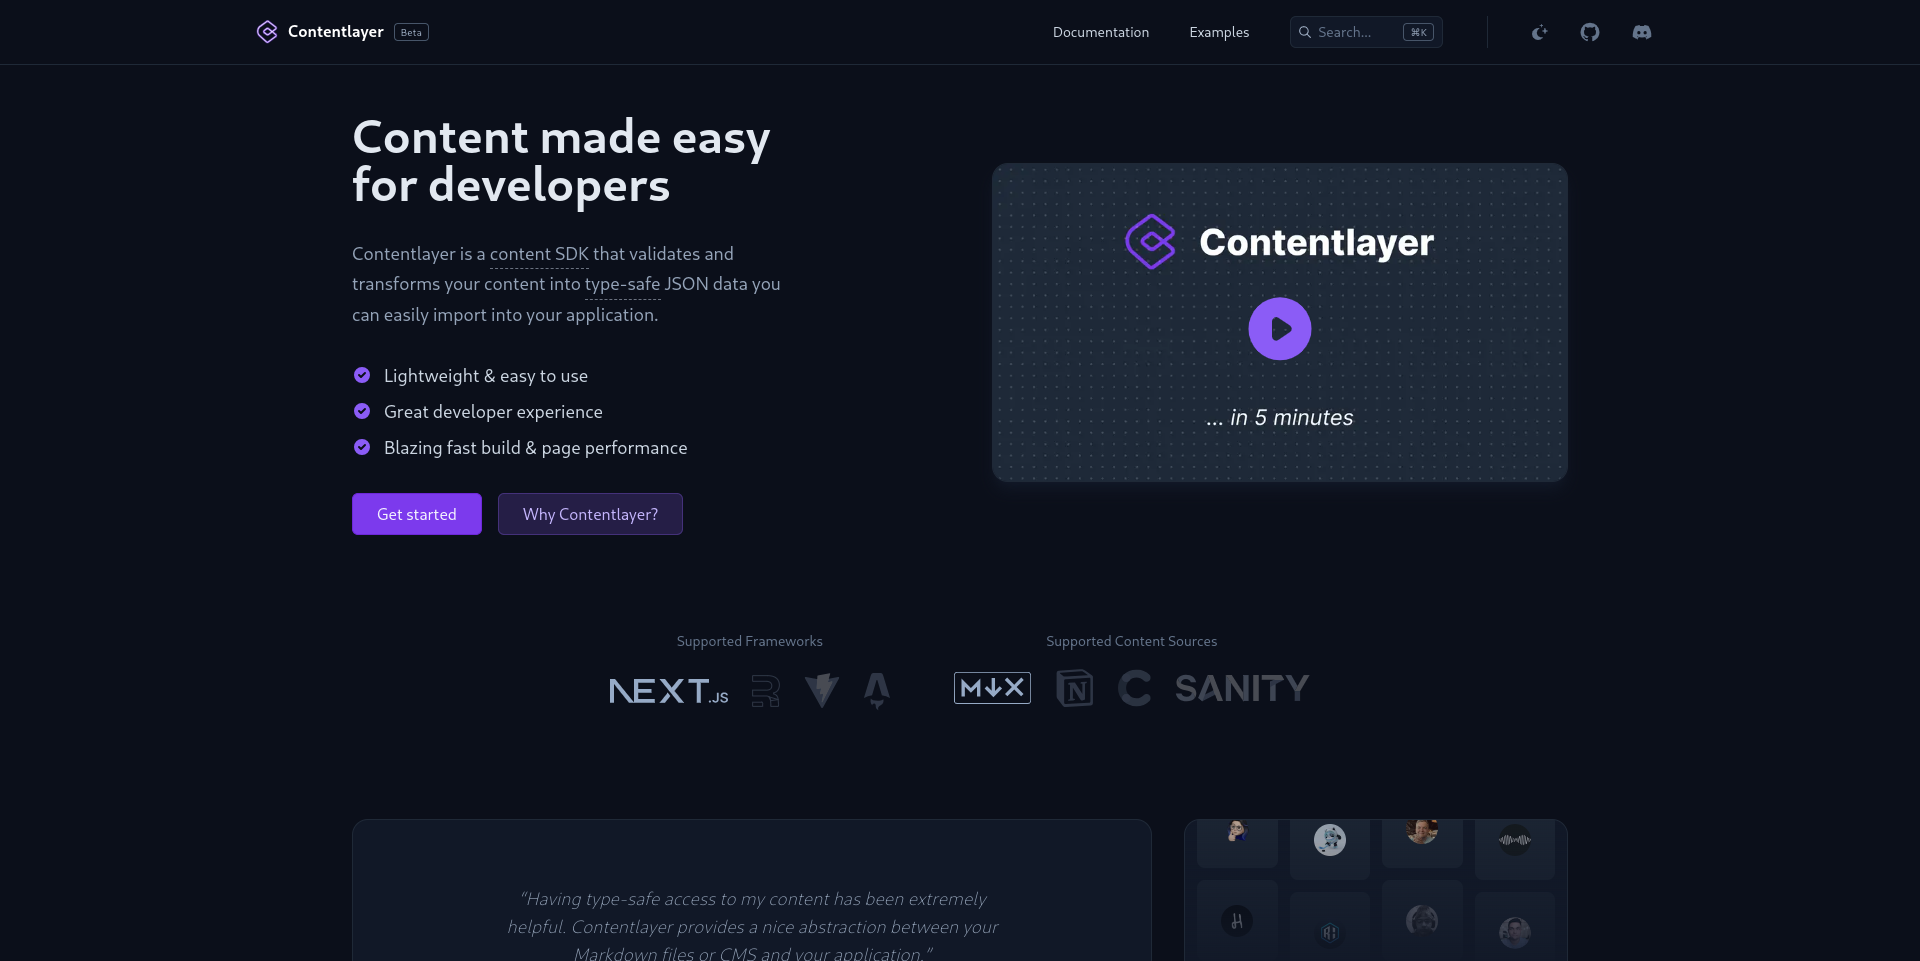 Contentlayer Beta
Documentation
Examples
Search... ⌘K
Content made easy
for developers
Contentlayer is a content SDK that validates and
transforms your content into type-safe JSON data you
can easily import into your application.
Lightweight & easy to use
Great developer experience
Blazing fast build & page performance
Get started
Why Contentlayer?
Contentlayer
... in 5 minutes
Supported Frameworks
NEXT.JS
Supported Content Sources
M↓X
N
C
SANITY
“Having type-safe access to my content has been extremely
helpful. Contentlayer provides a nice abstraction between your
Markdown files or CMS and your application.”